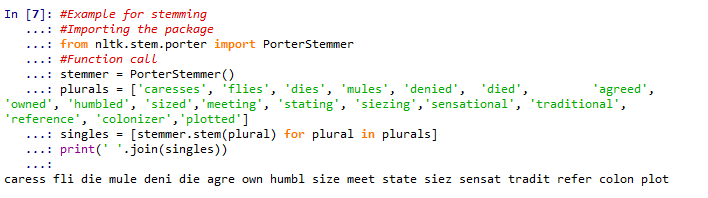 In [7]: #Example for stemming
...: #Importing the package
...: from nltk.stem.porter import PorterStemmer
...: #Function call
...: stemmer = PorterStemmer()
...: plurals = ['caresses', 'flies', 'dies', 'mules', 'denied', 'died', 'agreed',
'owned', 'humbled', 'sized','meeting', 'stating', 'siezing','sensational', 'traditional',
'reference', 'colonizer','plotted']
...: singles = [stemmer.stem(plural) for plural in plurals]
...: print(' '.join(singles))
...:
caress fli die mule deni die agre own humbl size meet state siez sensat tradit refer colon plot